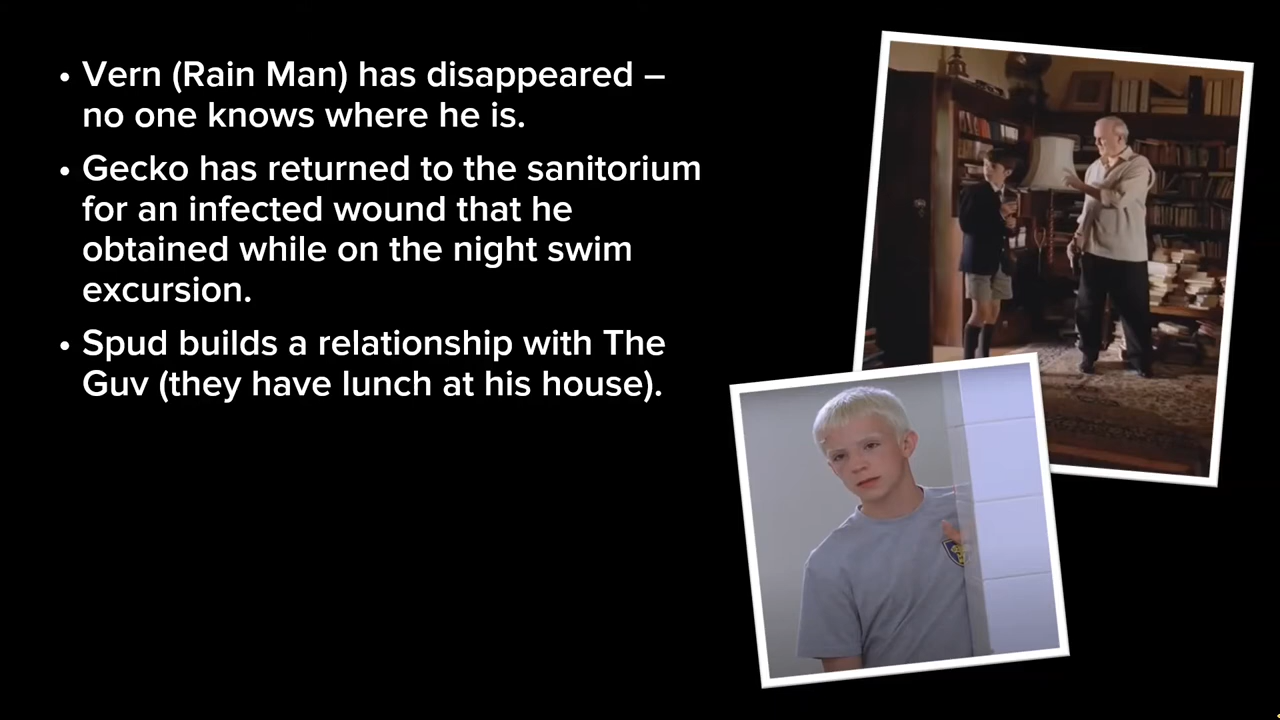 • Vern (Rain Man) has disappeared –
no one knows where he is.
• Gecko has returned to the sanitorium
for an infected wound that he
obtained while on the night swim
excursion.
• Spud builds a relationship with The
Guv (they have lunch at his house).